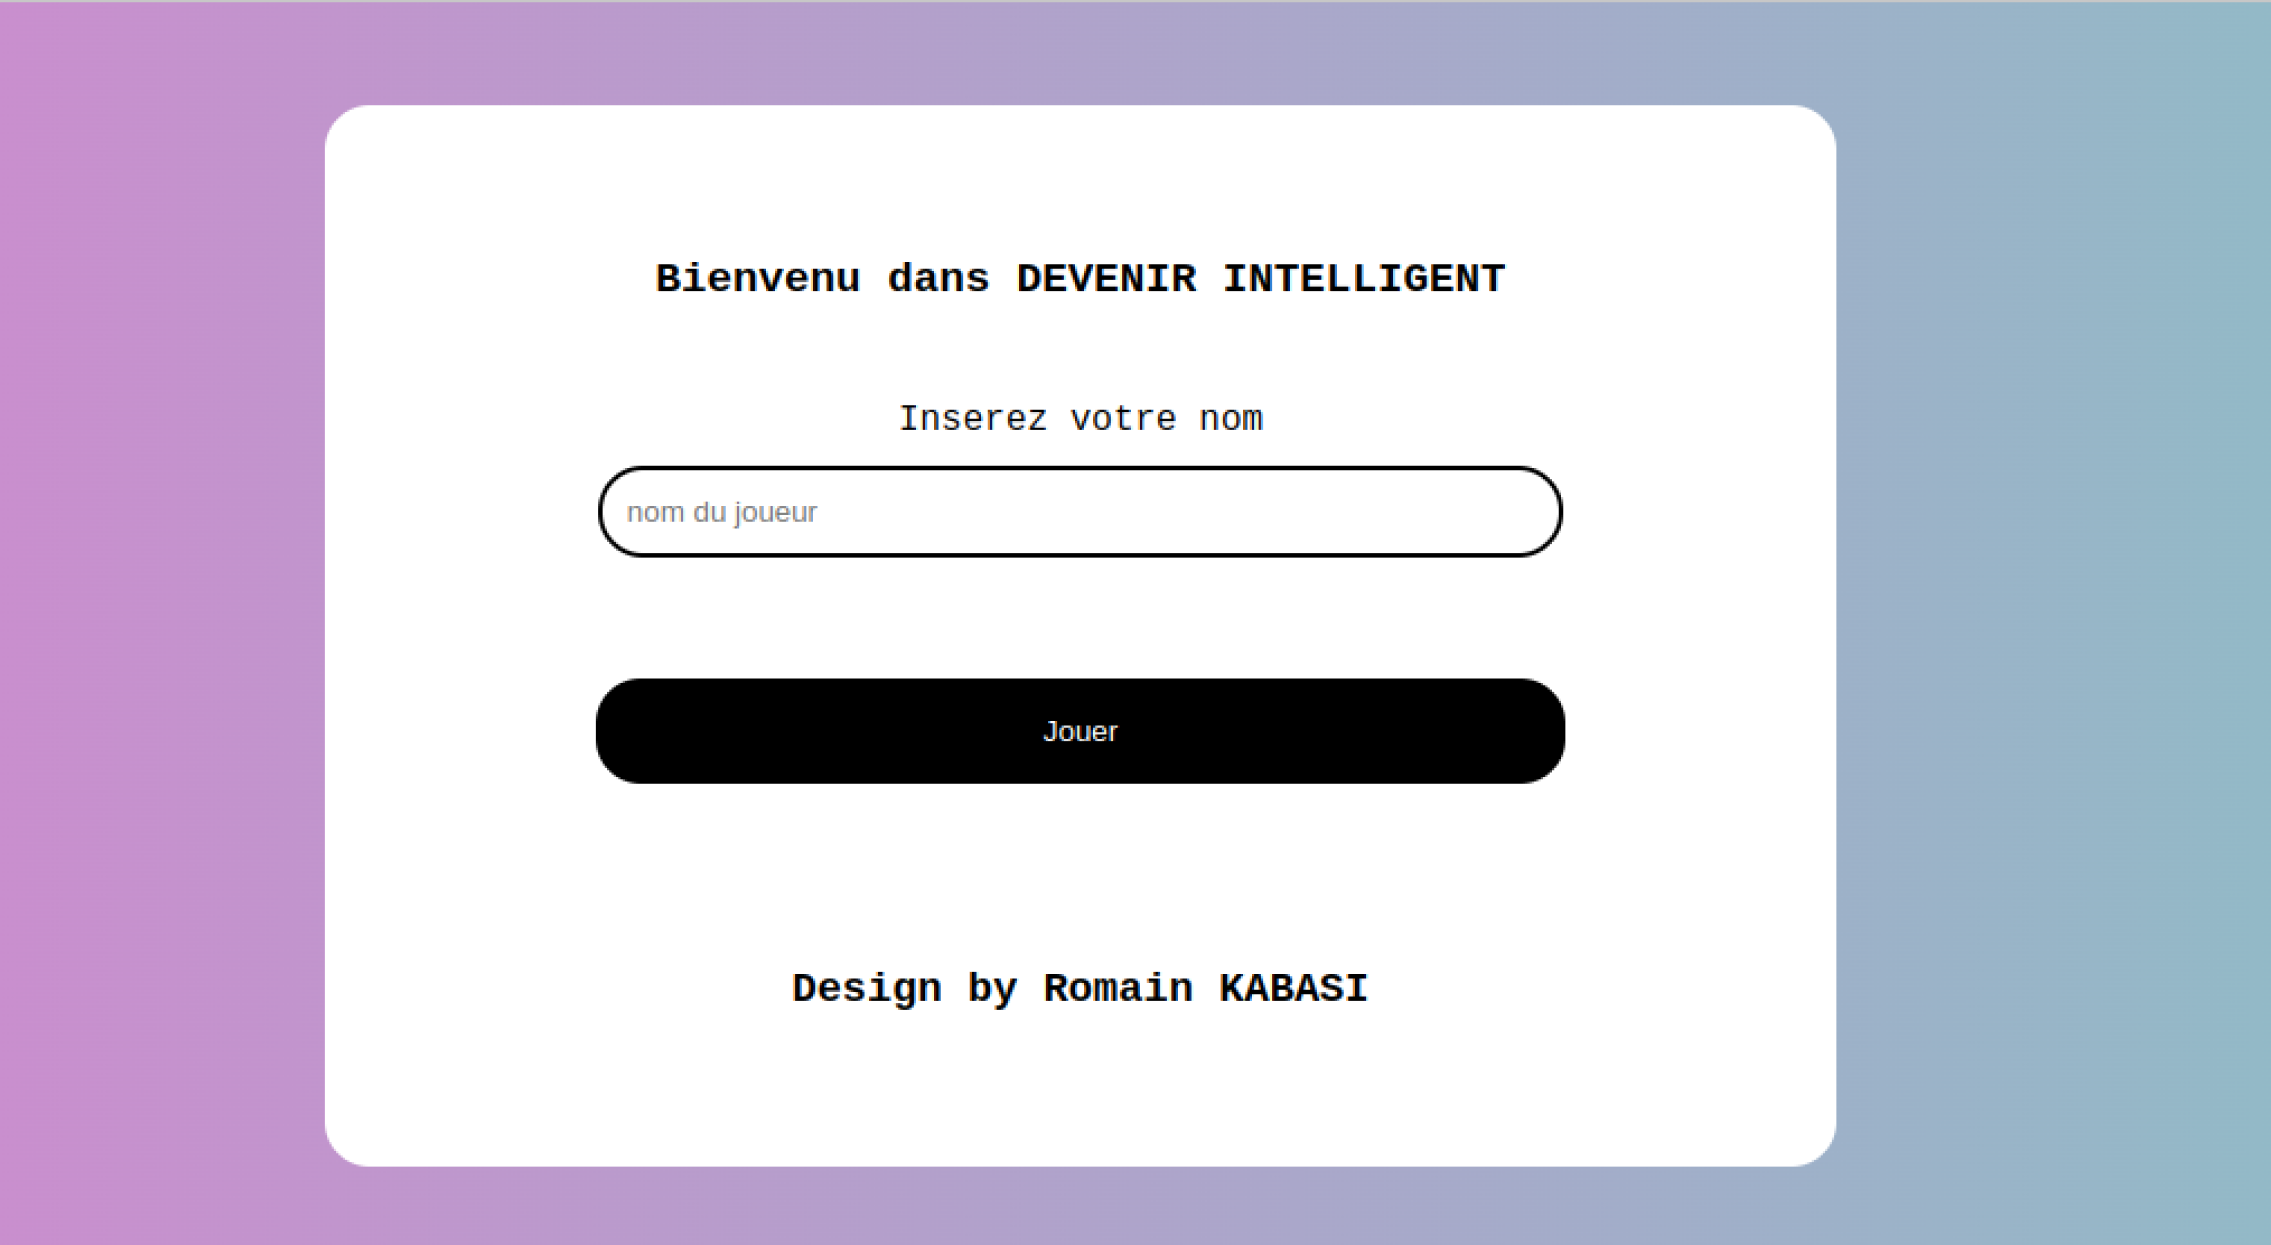 Bienvenu dans DEVENIR INTELLIGENT
Inserez votre nom
nom du joueur
Jouer
Design by Romain KABASI